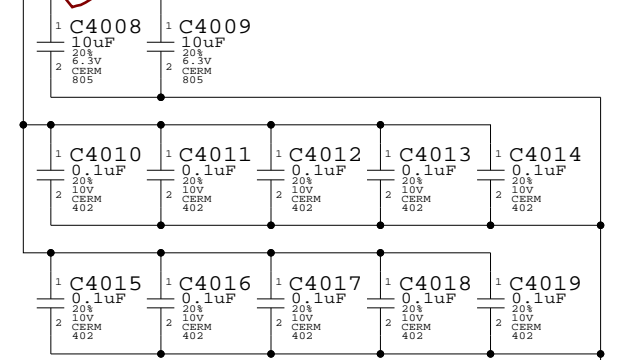 1 C4008
10uF
20%
6.3V
2 CERM
805
1 C4009
10uF
20%
6.3V
2 CERM
805
1 C4010
0.1uF
20%
10V
2 CERM
402
1 C4011
0.1uF
20%
10V
2 CERM
402
1 C4012
0.1uF
20%
10V
2 CERM
402
1 C4013
0.1uF
20%
10V
2 CERM
402
1 C4014
0.1uF
20%
10V
2 CERM
402
1 C4015
0.1uF
20%
10V
2 CERM
402
1 C4016
0.1uF
20%
10V
2 CERM
402
1 C4017
0.1uF
20%
10V
2 CERM
402
1 C4018
0.1uF
20%
10V
2 CERM
402
1 C4019
0.1uF
20%
10V
2 CERM
402